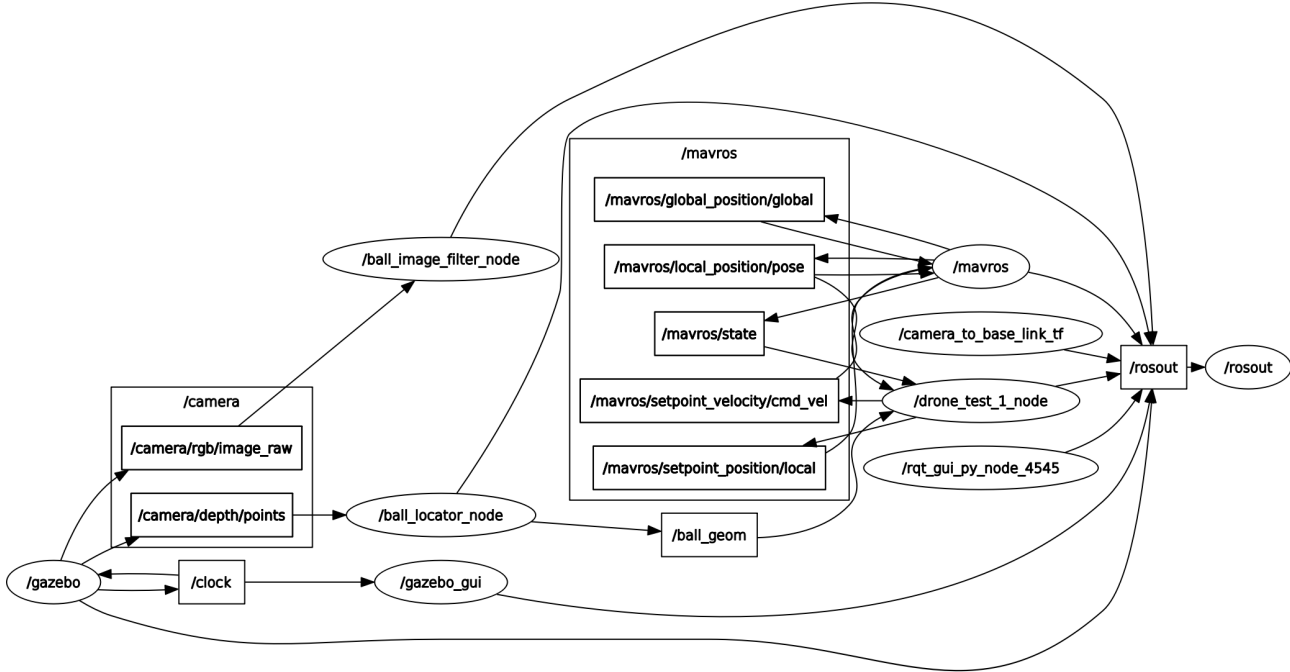 /mavros
/mavros/global_position/global
/ball_image_filter_node
/mavros/local_position/pose
/mavros
/mavros/state
/camera_to_base_link_tf
/rosout
/rosout
/camera
/mavros/setpoint_velocity/cmd_vel
/drone_test_1_node
/camera/rgb/image_raw
/mavros/setpoint_position/local
/rqt_gui_py_node_4545
/camera/depth/points
/ball_locator_node
/ball_geom
/gazebo
/clock
/gazebo_gui